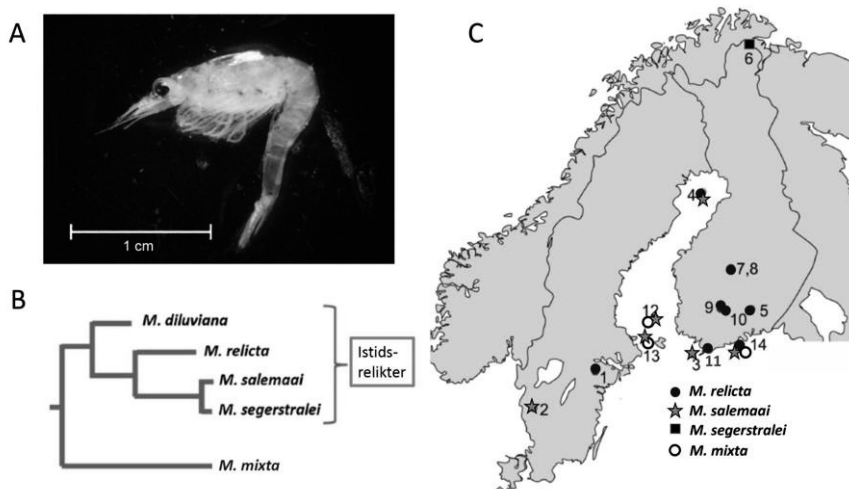 A
1 cm
B
M. diluviana
M. relicta
M. salemaai
M. segerstralei
M. mixta
Istids-
relikter
C
6
4
7,8
9
10
5
12
13
3
11
14
1
2
M. relicta
M. salemaai
M. segerstralei
M. mixta